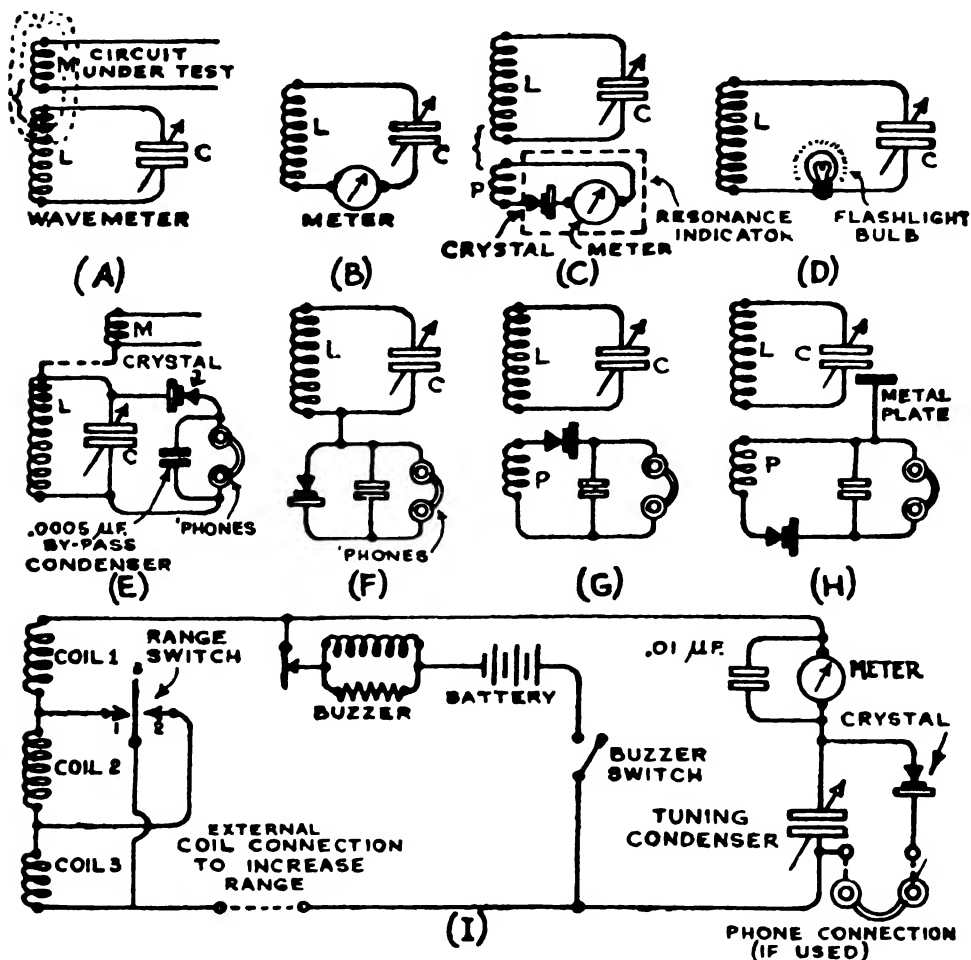 M
CIRCUIT
UNDER TEST
L
C
WAVEMETER
(A)
L
C
METER
(B)
L
C
P
CRYSTAL
METER
RESONANCE
INDICATOR
(C)
L
C
FLASHLIGHT
BULB
(D)
M
CRYSTAL
L
C
'PHONES
.0005 µF.
BY-PASS
CONDENSER
(E)
L
C
'PHONES
(F)
L
C
P
(G)
L
C
METAL
PLATE
P
(H)
COIL 1
RANGE
SWITCH
3
1
2
COIL 2
COIL 3
BUZZER
BATTERY
BUZZER
SWITCH
EXTERNAL
COIL CONNECTION
TO INCREASE
RANGE
.01 µF.
METER
CRYSTAL
TUNING
CONDENSER
PHONE CONNECTION
(IF USED)
(I)